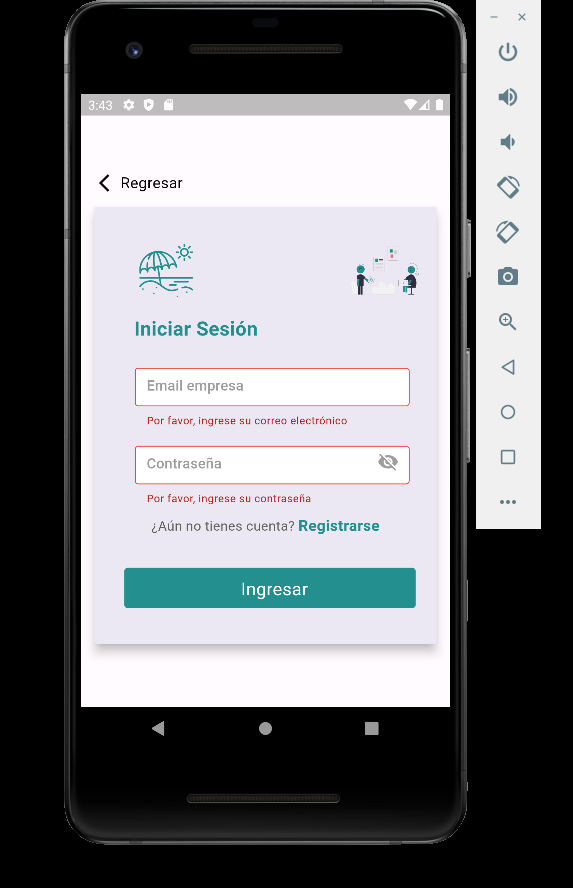 3:43
Regresar
Iniciar Sesión
Email empresa
Por favor, ingrese su correo electrónico
Contraseña
Por favor, ingrese su contraseña
¿Aún no tienes cuenta? Registrarse
Ingresar